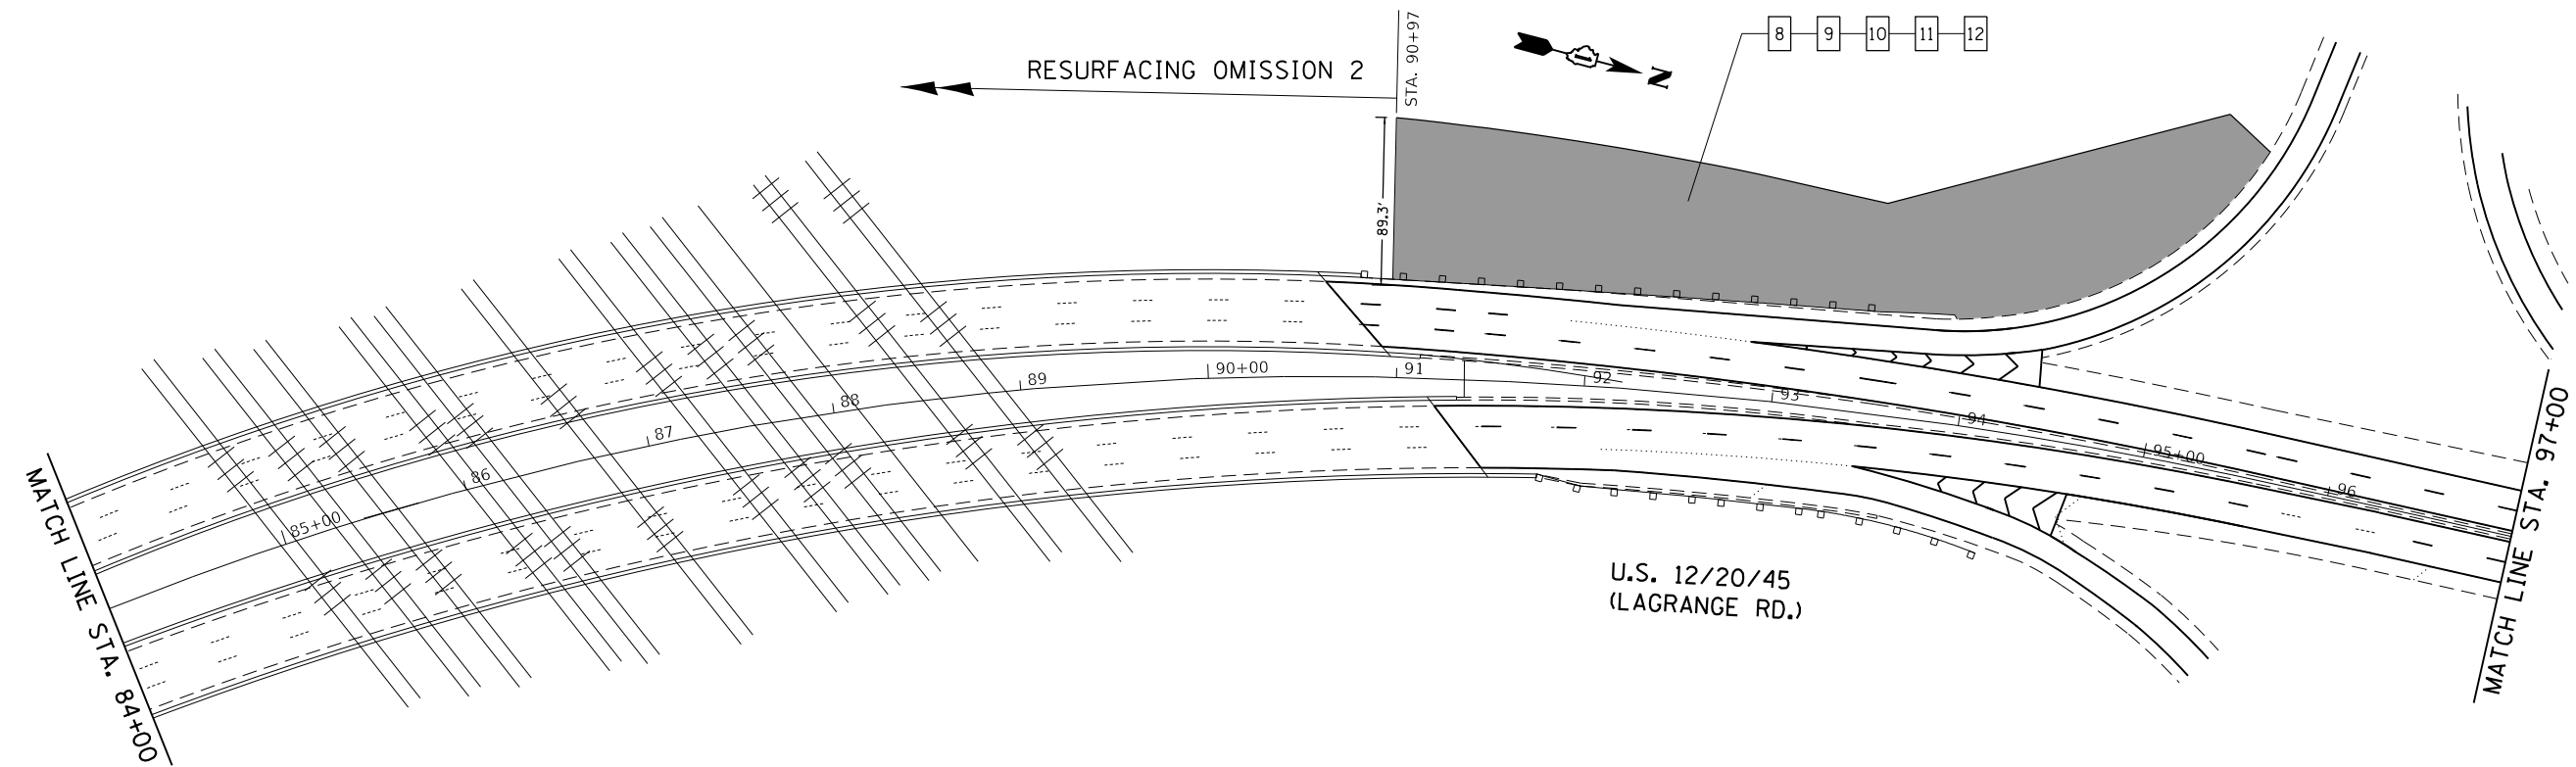 RESURFACING OMISSION 2
STA. 90+97
N
8 9 10 11 12
89.3'
MATCH LINE STA. 84+00
85+00
86
87
88
89
90+00
91
92
93
94
95+00
96
MATCH LINE STA. 97+00
U.S. 12/20/45
(LAGRANGE RD.)